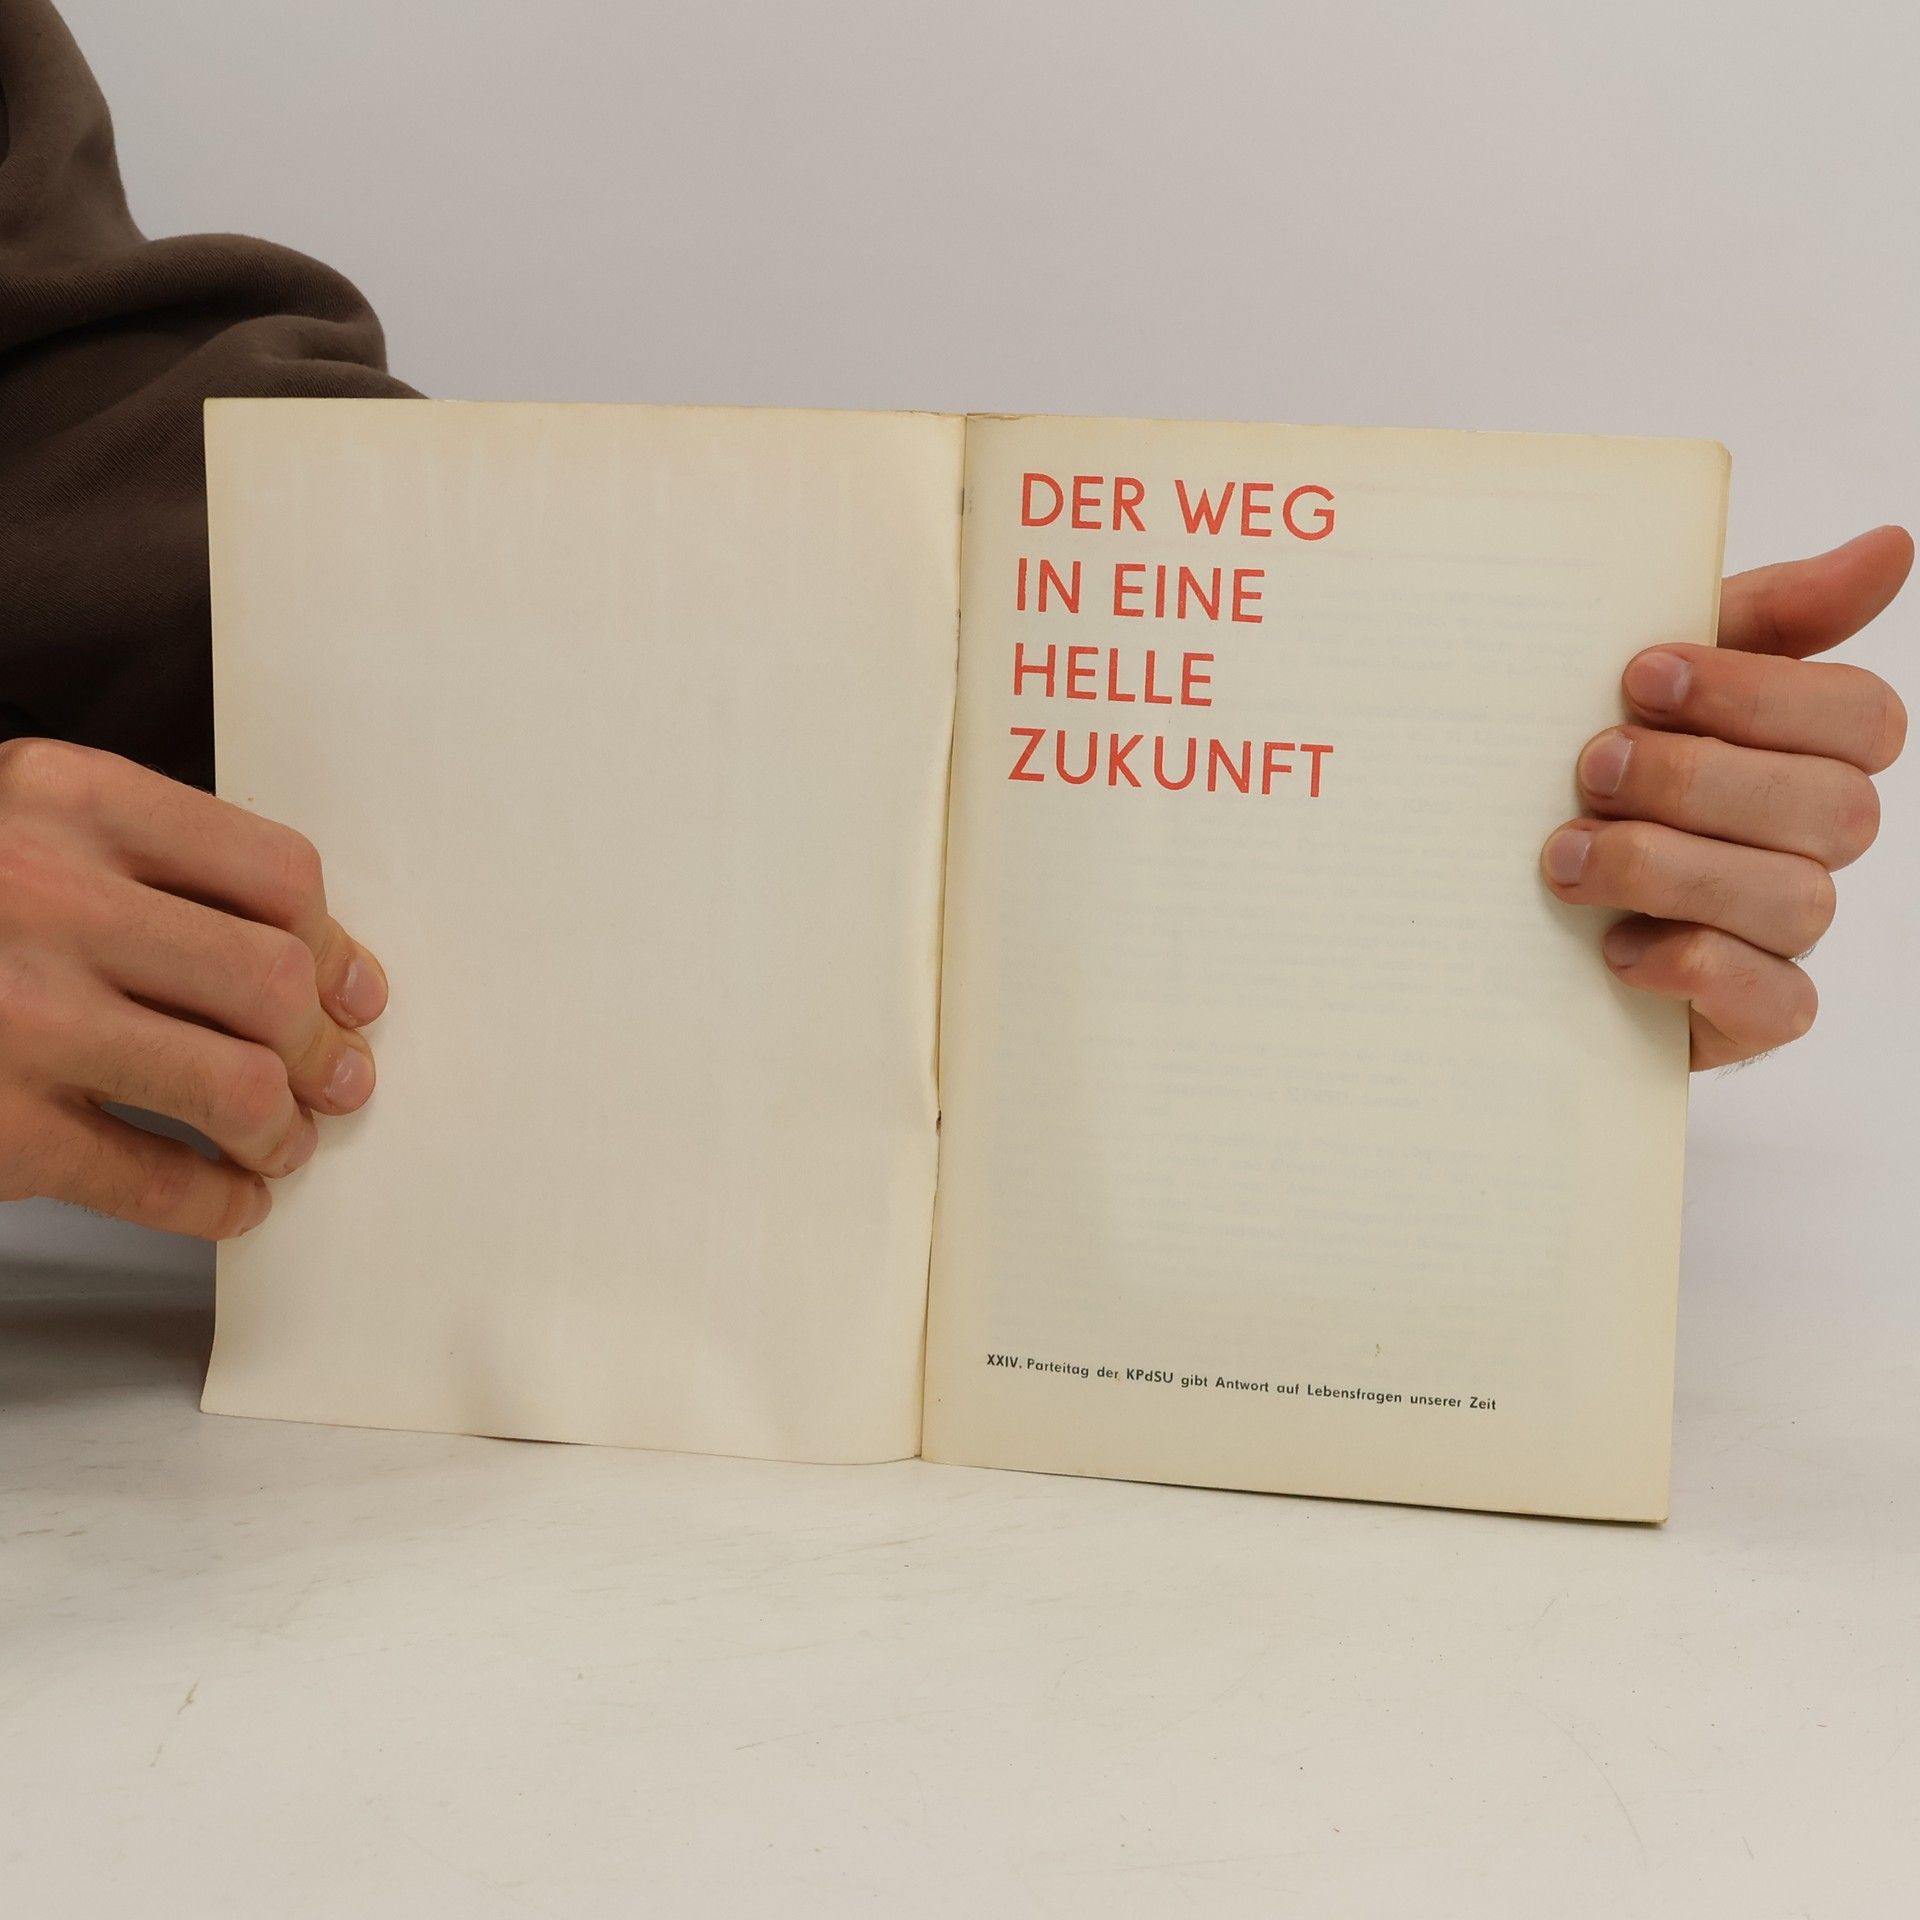 DER WEG
IN EINE
HELLE
ZUKUNFT
XXIV. Parteitag der KPdSU gibt Antwort auf Lebensfragen unserer Zeit